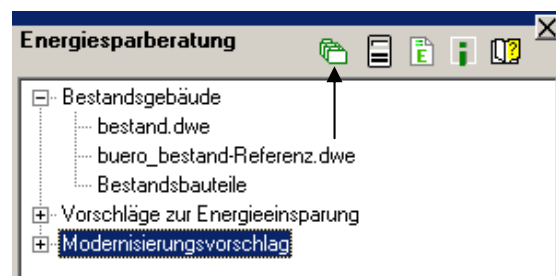 Energiesparberatung
Bestandsgebäude
bestand.dwe
buero_bestand-Referenz.dwe
Bestandsbauteile
Vorschläge zur Energieeinsparung
Modernisierungsvorschlag